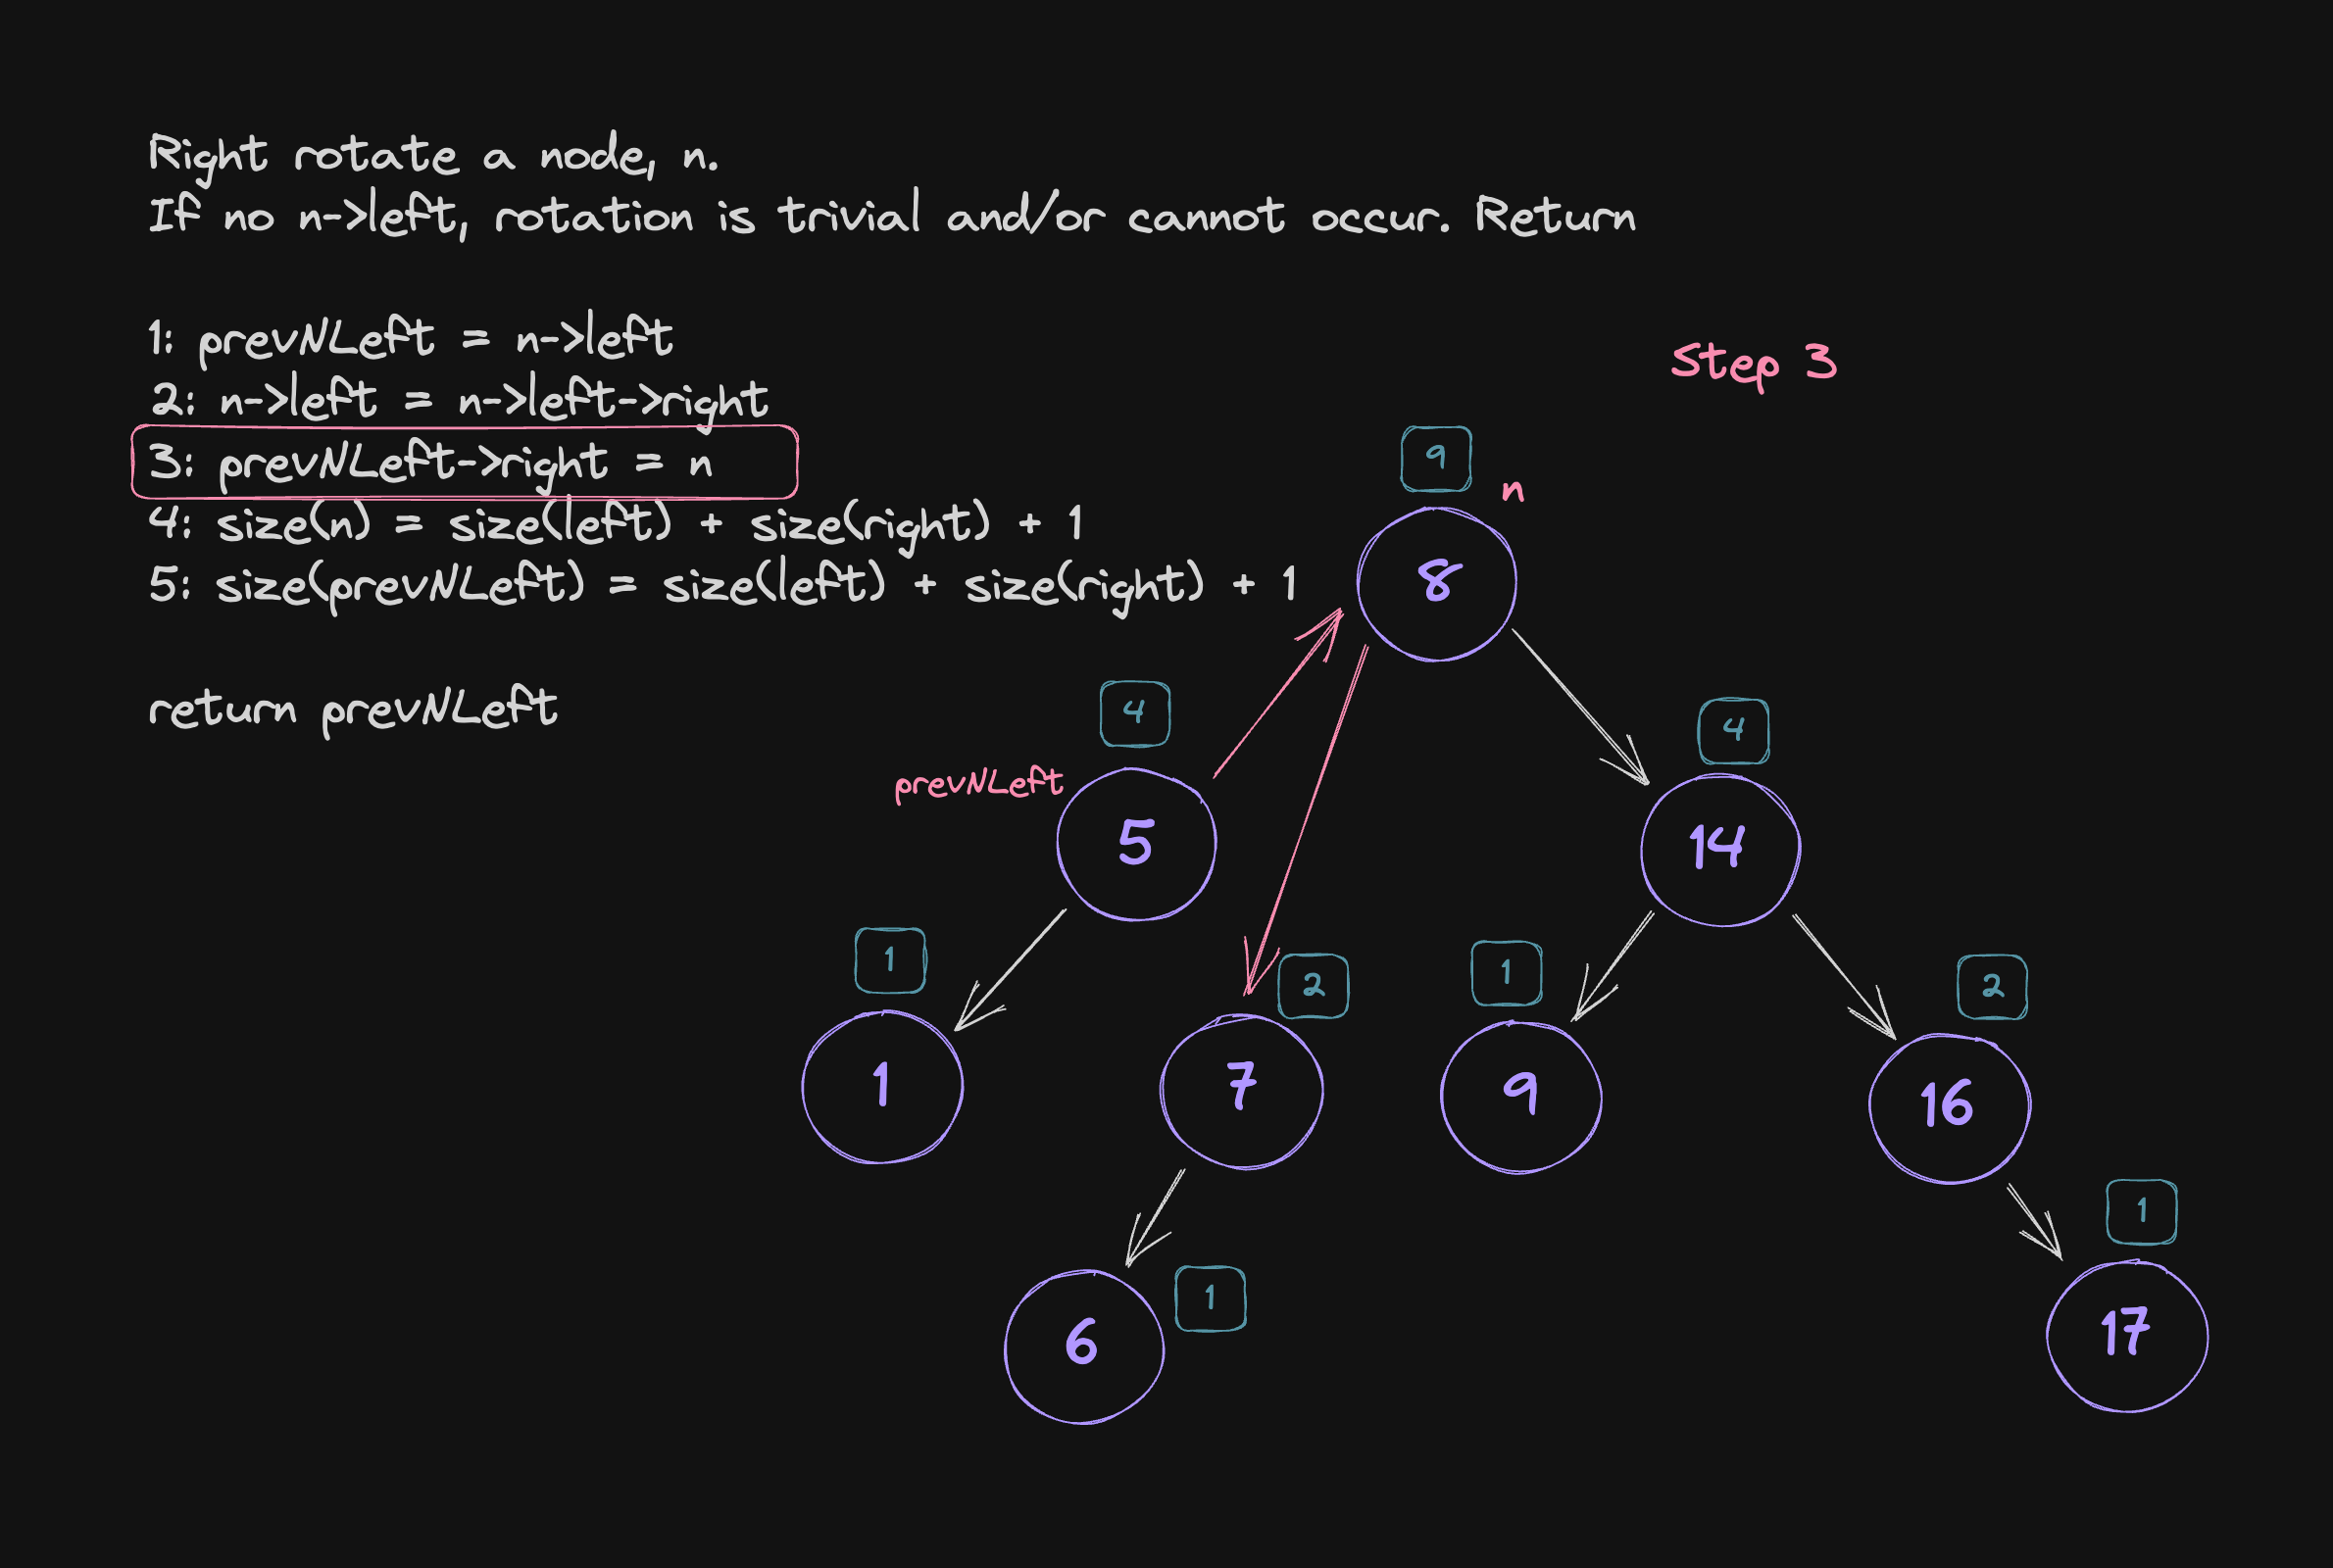 Right rotate a node, n.
If no n->left, rotation is trivial and/or cannot occur. Return
1: prevNLeft = n->left
2: n->left = n->left->right
3: prevNLeft->right = n
4: size(n) = size(left) + size(right) + 1
5: size(prevNLeft) = size(left) + size(right) + 1
return prevNLeft
Step 3
9
n
8
4
prevNLeft
5
4
14
1
1
2
7
1
9
2
16
6
1
1
17